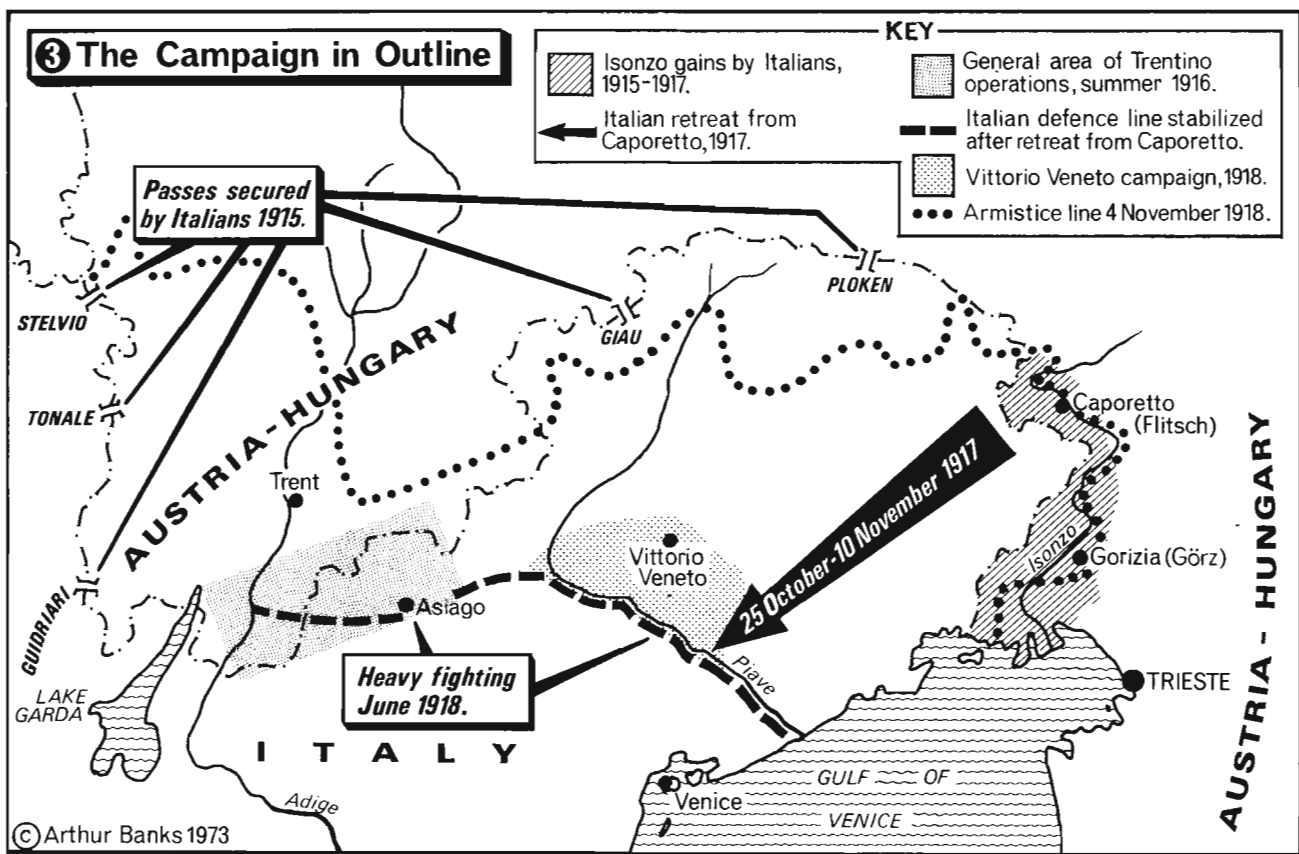 3 The Campaign in Outline
KEY
Isonzo gains by Italians,
1915-1917.
Italian retreat from
Caporetto, 1917.
General area of Trentino
operations, summer 1916.
Italian defence line stabilized
after retreat from Caporetto.
Vittorio Veneto campaign, 1918.
Armistice line 4 November 1918.
Passes secured
by Italians 1915.
STELVIO
TONALE
GUIDRIARI
GIAU
PLOKEN
AUSTRIA-HUNGARY
Trent
Asiago
Vittorio
Veneto
25 October-10 November 1917
Caporetto
(Flitsch)
Isonzo
Gorizia (Görz)
AUSTRIA - HUNGARY
Heavy fighting
June 1918.
Piave
LAKE
GARDA
ITALY
Adige
Venice
TRIESTE
GULF OF
VENICE
© Arthur Banks 1973